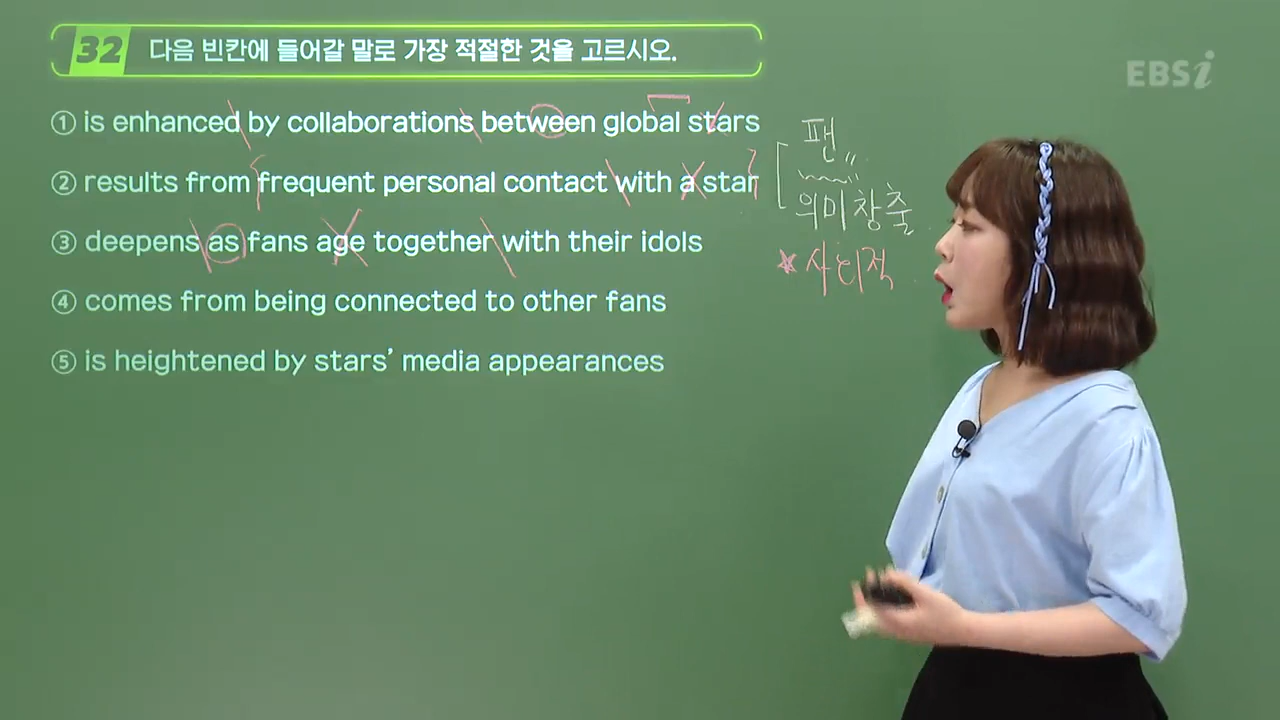 32 다음 빈칸에 들어갈 말로 가장 적절한 것을 고르시오.
EBSi
① is enhanced by collaborations between global stars
② results from frequent personal contact with a star
③ deepens as fans age together with their idols
④ comes from being connected to other fans
⑤ is heightened by stars’ media appearances
팬
의미창출